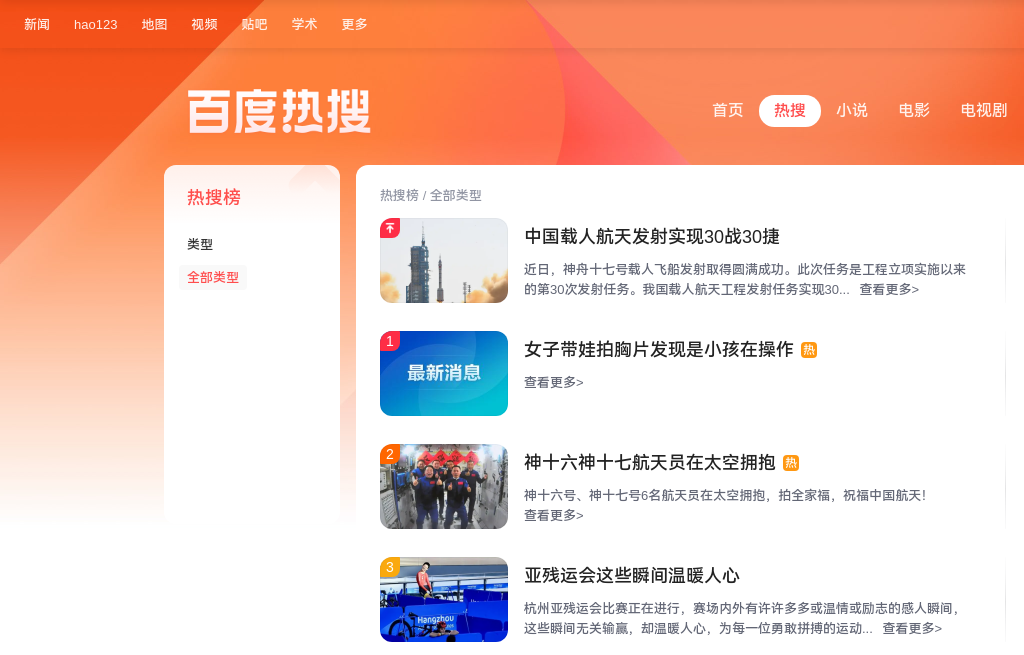 新闻 hao123 地图 视频 贴吧 学术 更多
百度热搜
首页 热搜 小说 电影 电视剧
热搜榜
类型
全部类型
热搜榜 / 全部类型
中国载人航天发射实现30战30捷
近日，神舟十七号载人飞船发射取得圆满成功。此次任务是工程立项实施以来
的第30次发射任务。我国载人航天工程发射任务实现30... 查看更多>
1
最新消息
女子带娃拍胸片发现是小孩在操作 热
查看更多>
2
神十六神十七航天员在太空拥抱 热
神十六号、神十七号6名航天员在太空拥抱，拍全家福，祝福中国航天！
查看更多>
3
Hangzhou
亚残运会这些瞬间温暖人心
杭州亚残运会比赛正在进行，赛场内外有许许多多或温情或励志的感人瞬间，
这些瞬间无关输赢，却温暖人心，为每一位勇敢拼搏的运动... 查看更多>